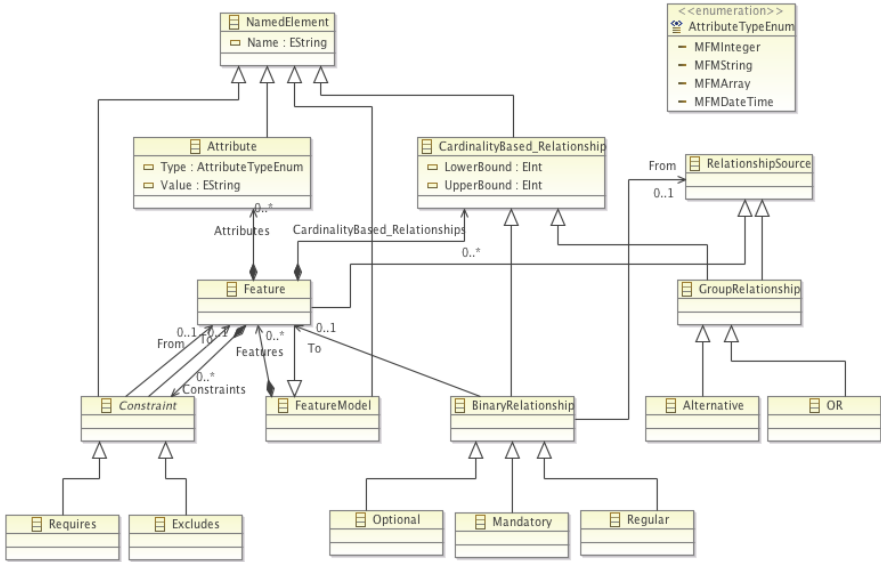 NamedElement
Name : EString
<<enumeration>>
AttributeTypeEnum
MFMInteger
MFMString
MFMArray
MFMDateTime
Attribute
Type : AttributeTypeEnum
Value : EString
CardinalityBased_Relationship
LowerBound : EInt
UpperBound : EInt
From
0..1
RelationshipSource
0..*
Attributes
CardinalityBased_Relationships
0..*
Feature
GroupRelationship
0..1
From
0..1
To
0..*
Features
0..1
To
0..*
Constraints
Constraint
FeatureModel
BinaryRelationship
Alternative
OR
Requires
Excludes
Optional
Mandatory
Regular